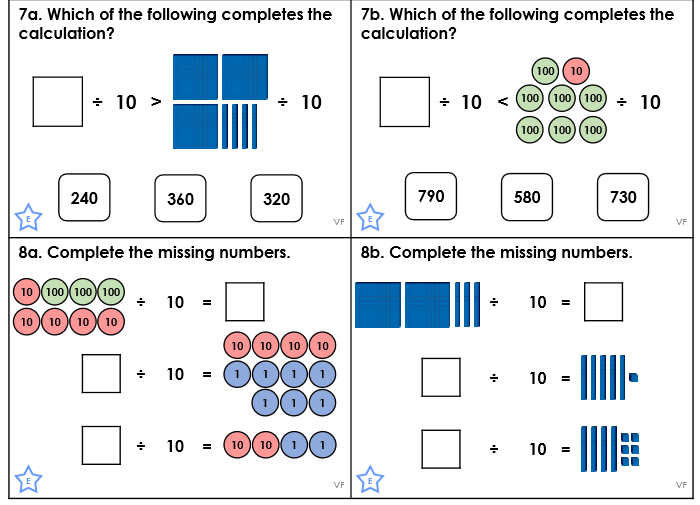 7a. Which of the following completes the
calculation?
÷ 10 > ÷ 10
240 360 320
E
VF
7b. Which of the following completes the
calculation?
100 10
÷ 10 < 100 100 100 ÷ 10
100 100 100
790 580 730
E
VF
8a. Complete the missing numbers.
10 100 100 100 ÷ 10 =
10 10 10 10
10 10 10 10
÷ 10 = 1 1 1 1
1 1 1
÷ 10 = 10 10 1 1
E
VF
8b. Complete the missing numbers.
÷ 10 =
÷ 10 =
÷ 10 =
E
VF